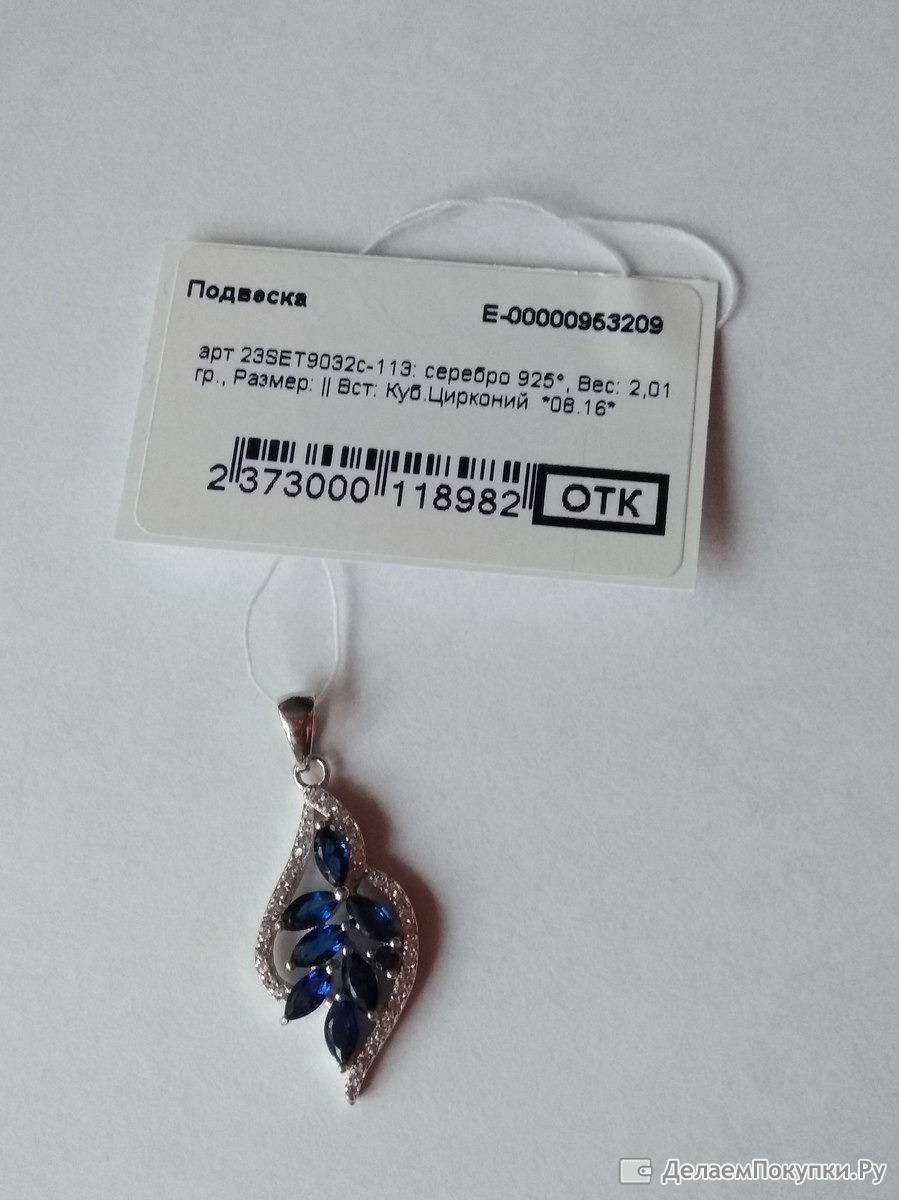 Подвеска E-00000953209
арт 23SET9032с-113: серебро 925°, Вес: 2,01
гр., Размер: || Вст: Куб.Цирконий *08.16*
2 373000 118982 ОТК
ДелаемПокупки.Ру